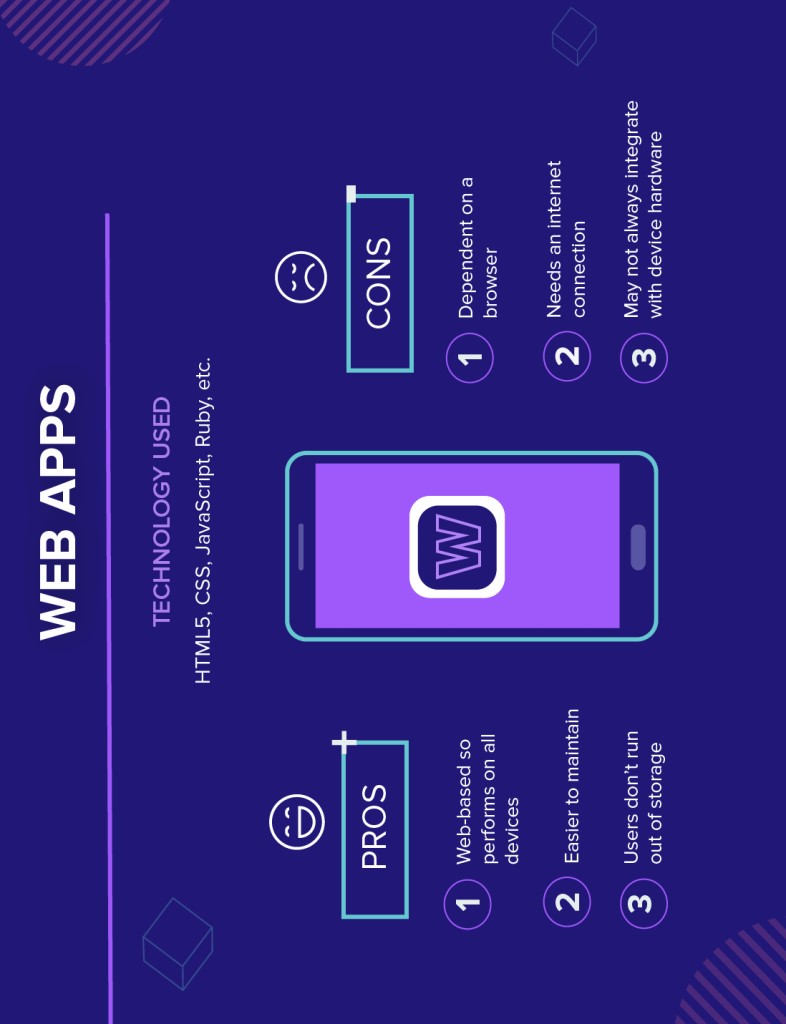 WEB APPS
TECHNOLOGY USED
HTML5, CSS, JavaScript, Ruby, etc.
PROS
1
Web-based so
performs on all
devices
2
Easier to maintain
3
Users don't run
out of storage
W
CONS
1
Dependent on a
browser
2
Needs an internet
connection
3
May not always integrate
with device hardware